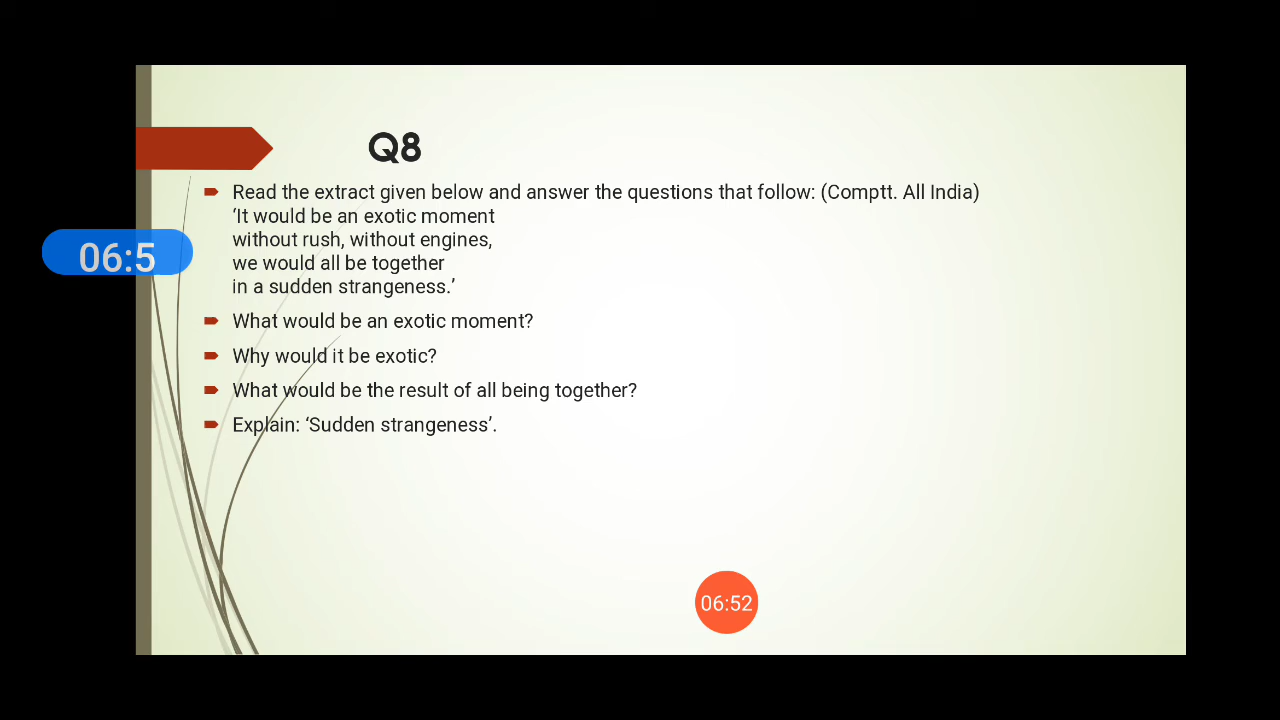 Q8
Read the extract given below and answer the questions that follow: (Comptt. All India)
‘It would be an exotic moment
without rush, without engines,
we would all be together
in a sudden strangeness.’
06:5
What would be an exotic moment?
Why would it be exotic?
What would be the result of all being together?
Explain: ‘Sudden strangeness’.
06:52